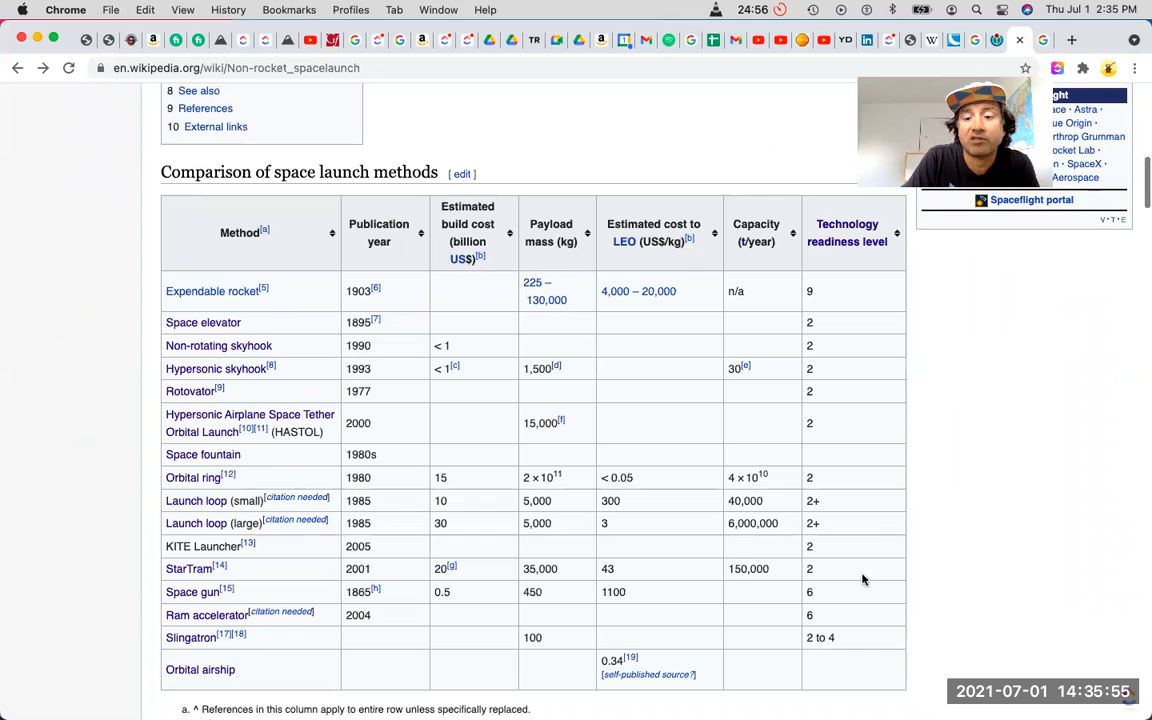 Chrome File Edit View History Bookmarks Profiles Tab Window Help 24:56 Thu Jul 1 2:35 PM
TR YD W
en.wikipedia.org/wiki/Non-rocket_spacelaunch
8 See also
9 References
10 External links
ght
ace · Astra ·
ue Origin ·
rthrop Grumman
ocket Lab ·
n · SpaceX ·
Aerospace
Spaceflight portal
V·T·E
Comparison of space launch methods [ edit ]
Method[a] Publication year Estimated build cost (billion US$)[b] Payload mass (kg) Estimated cost to LEO (US$/kg)[b] Capacity (t/year) Technology readiness level
Expendable rocket[5] 1903[6] 225 – 130,000 4,000 – 20,000 n/a 9
Space elevator 1895[7] 2
Non-rotating skyhook 1990 < 1 2
Hypersonic skyhook[8] 1993 < 1[c] 1,500[d] 30[e] 2
Rotovator[9] 1977 2
Hypersonic Airplane Space Tether
Orbital Launch[10][11] (HASTOL) 2000 15,000[f] 2
Space fountain 1980s
Orbital ring[12] 1980 15 2 × 10¹¹ < 0.05 4 × 10¹⁰ 2
Launch loop (small)[citation needed] 1985 10 5,000 300 40,000 2+
Launch loop (large)[citation needed] 1985 30 5,000 3 6,000,000 2+
KITE Launcher[13] 2005 2
StarTram[14] 2001 20[g] 35,000 43 150,000 2
Space gun[15] 1865[h] 0.5 450 1100 6
Ram accelerator[citation needed] 2004 6
Slingatron[17][18] 100 2 to 4
Orbital airship 0.34[19]
[self-published source?]
a. ^ References in this column apply to entire row unless specifically replaced.
2021-07-01 14:35:55